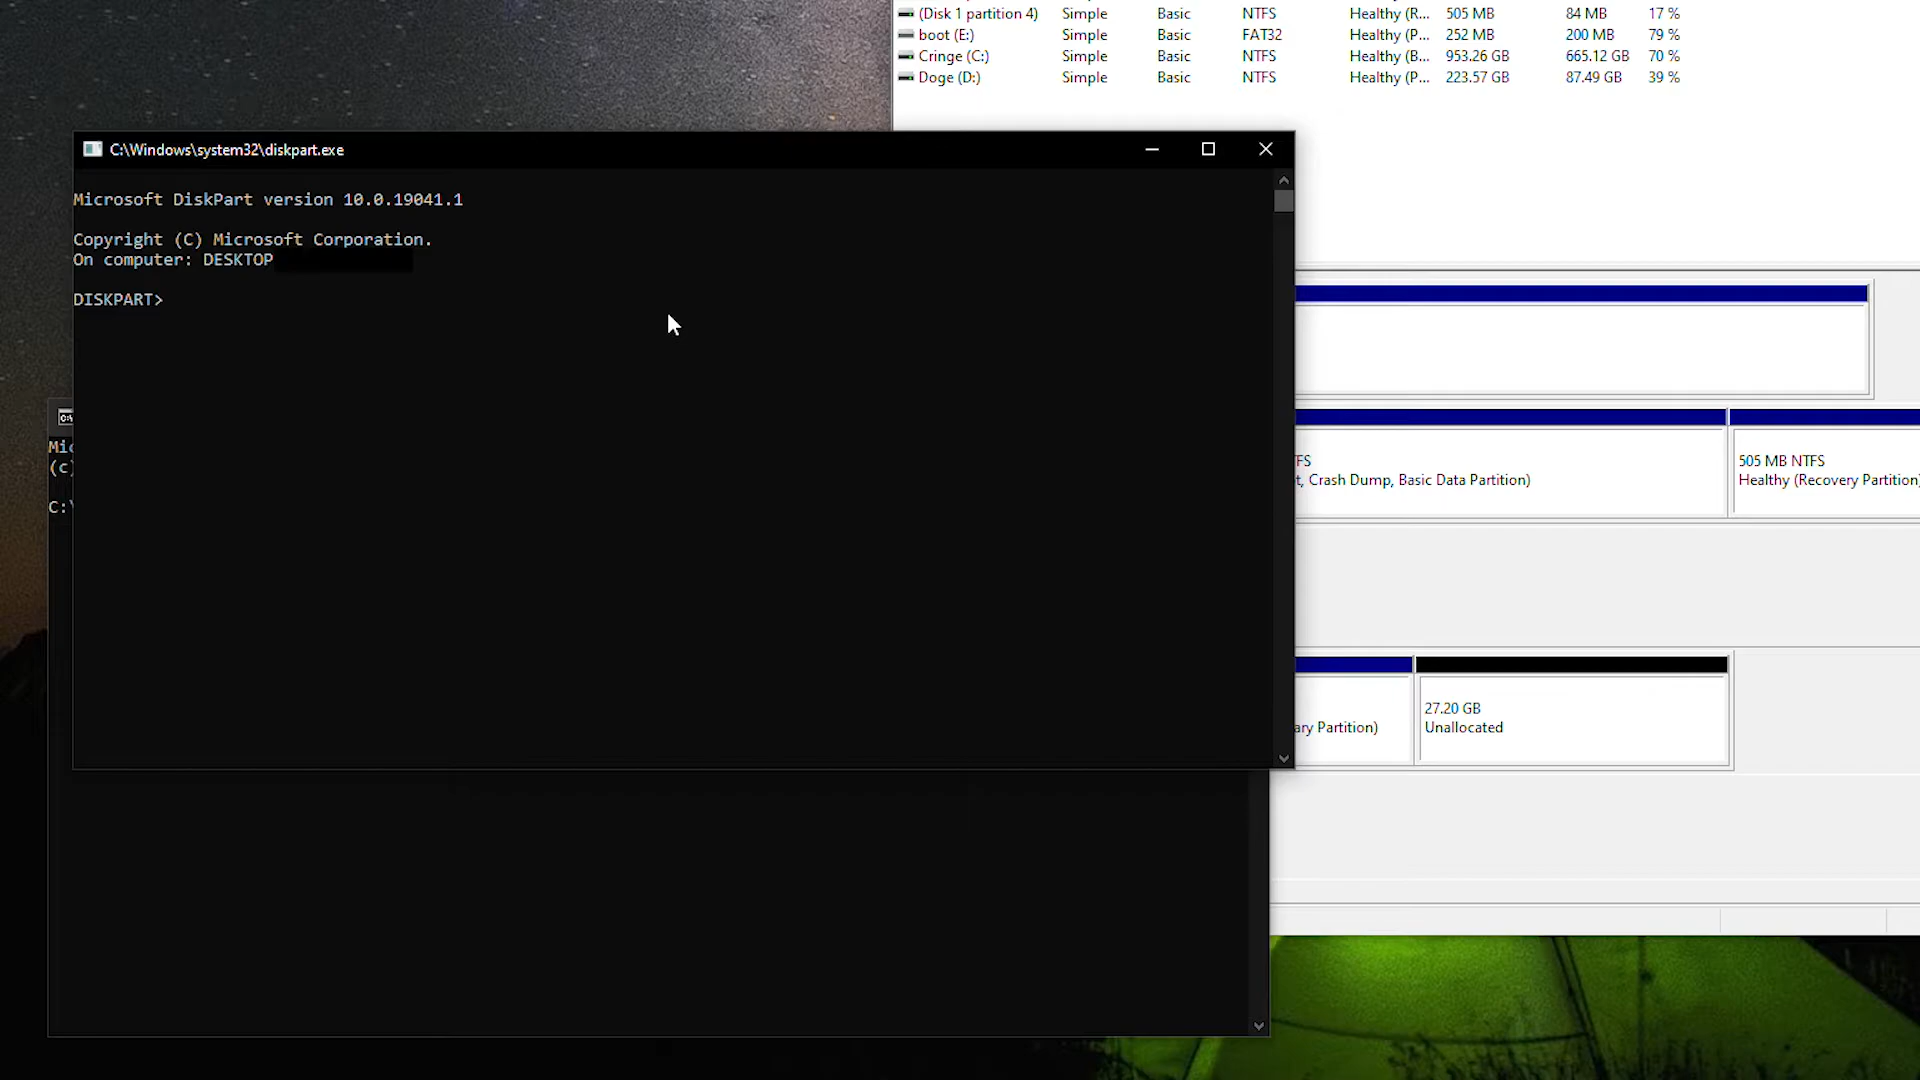 (Disk 1 partition 4) Simple Basic NTFS Healthy (R... 505 MB 84 MB 17 %
boot (E:) Simple Basic FAT32 Healthy (P... 252 MB 200 MB 79 %
Cringe (C:) Simple Basic NTFS Healthy (B... 953.26 GB 665.12 GB 70 %
Doge (D:) Simple Basic NTFS Healthy (P... 223.57 GB 87.49 GB 39 %
C:\Windows\system32\diskpart.exe
Microsoft DiskPart version 10.0.19041.1
Copyright (C) Microsoft Corporation.
On computer: DESKTOP
DISKPART>
Mic
(c)
C:\
FS
t, Crash Dump, Basic Data Partition)
505 MB NTFS
Healthy (Recovery Partition)
ary Partition)
27.20 GB
Unallocated